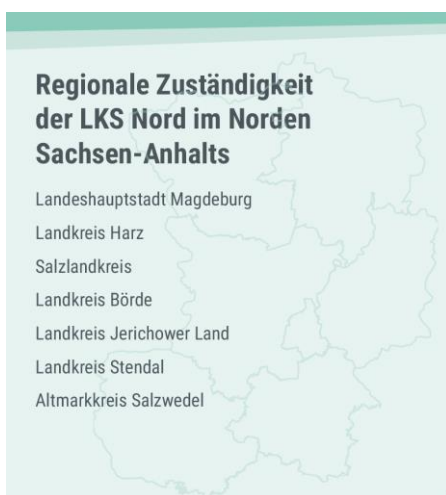 Regionale Zuständigkeit
der LKS Nord im Norden
Sachsen-Anhalts
Landeshauptstadt Magdeburg
Landkreis Harz
Salzlandkreis
Landkreis Börde
Landkreis Jerichower Land
Landkreis Stendal
Altmarkkreis Salzwedel